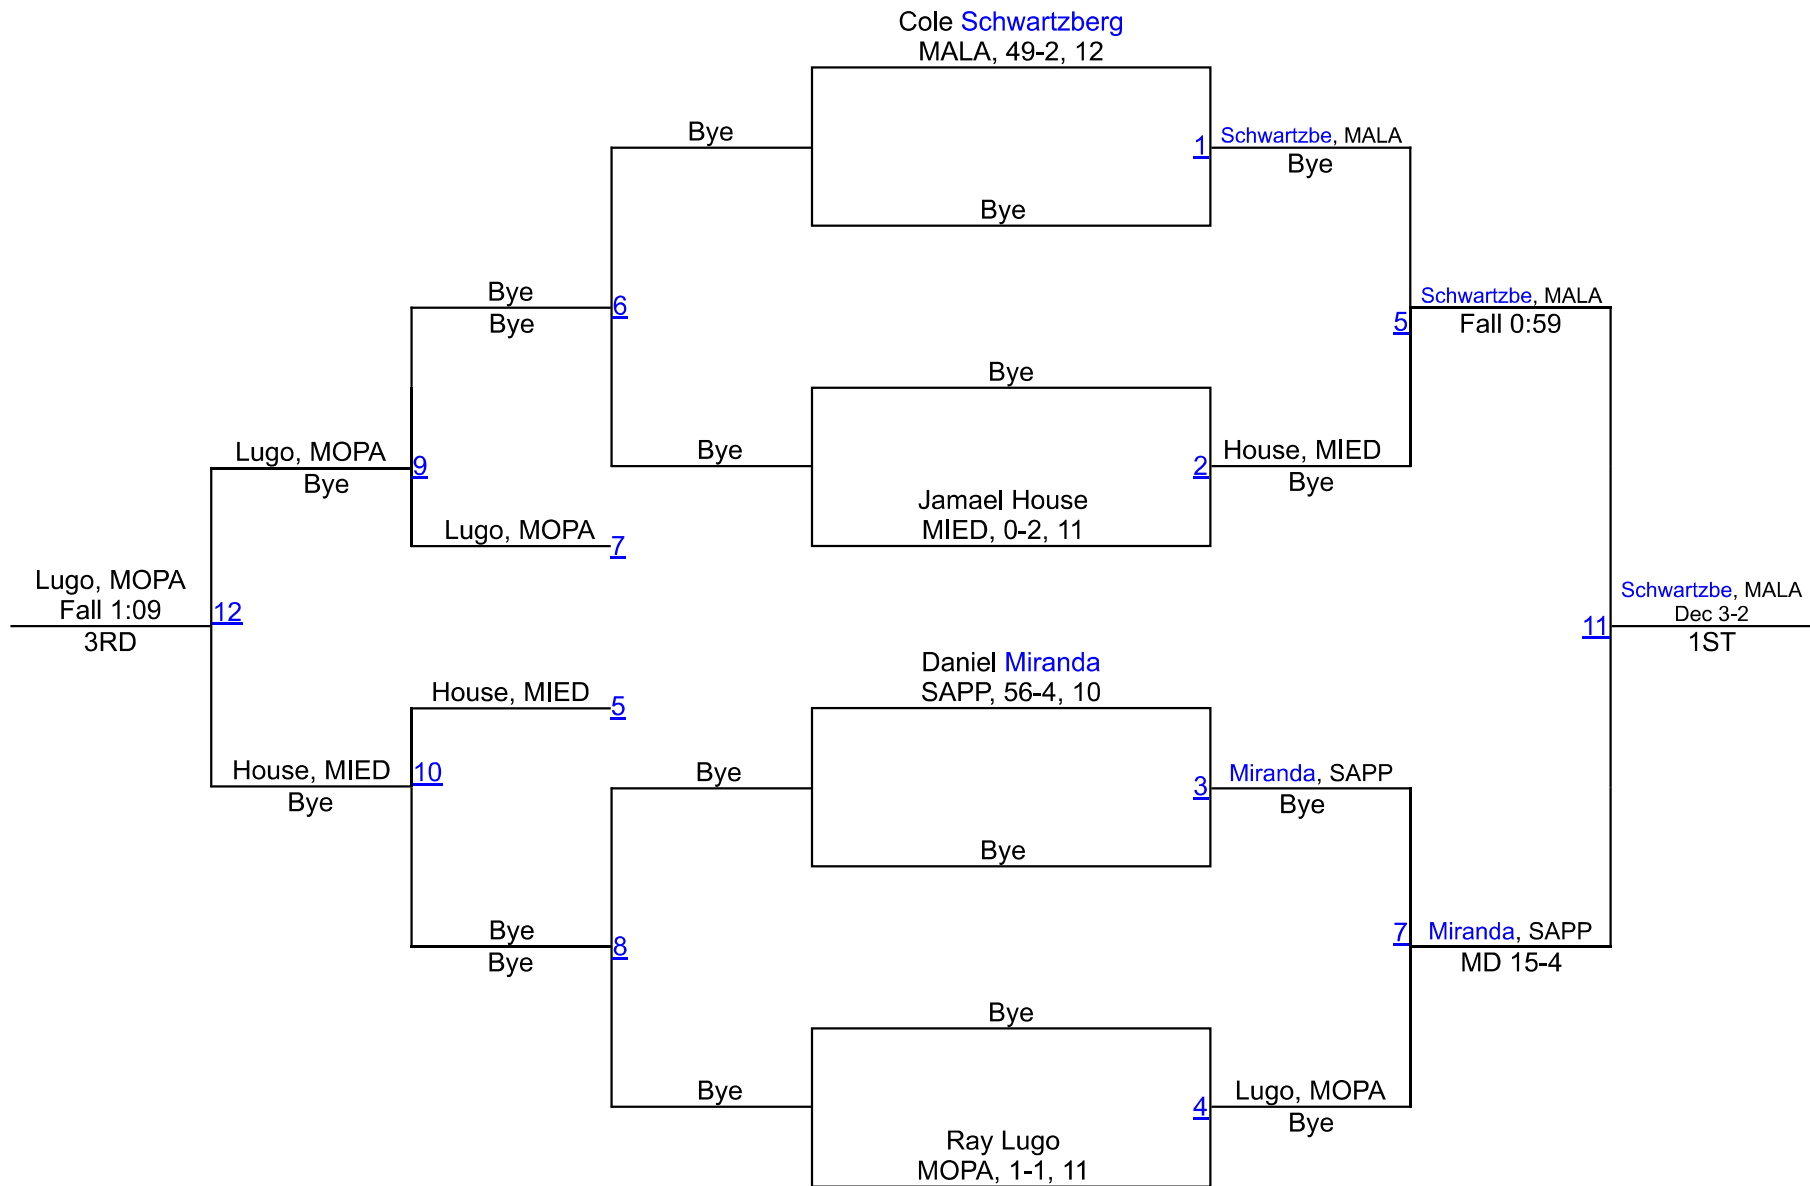 Cole Schwartzberg
MALA, 49-2, 12
Bye
1
Schwartzbe, MALA
Bye
Bye
Bye
Bye
6
Schwartzbe, MALA
5
Fall 0:59
Bye
Lugo, MOPA
9
Bye
Bye
2
House, MIED
Bye
Jamael House
MIED, 0-2, 11
Lugo, MOPA
7
Lugo, MOPA
Fall 1:09
12
3RD
Schwartzbe, MALA
Dec 3-2
11
1ST
Daniel Miranda
SAPP, 56-4, 10
House, MIED
5
House, MIED
10
Bye
Bye
3
Miranda, SAPP
Bye
Bye
Bye
8
Bye
7
Miranda, SAPP
MD 15-4
Bye
Bye
4
Lugo, MOPA
Bye
Ray Lugo
MOPA, 1-1, 11